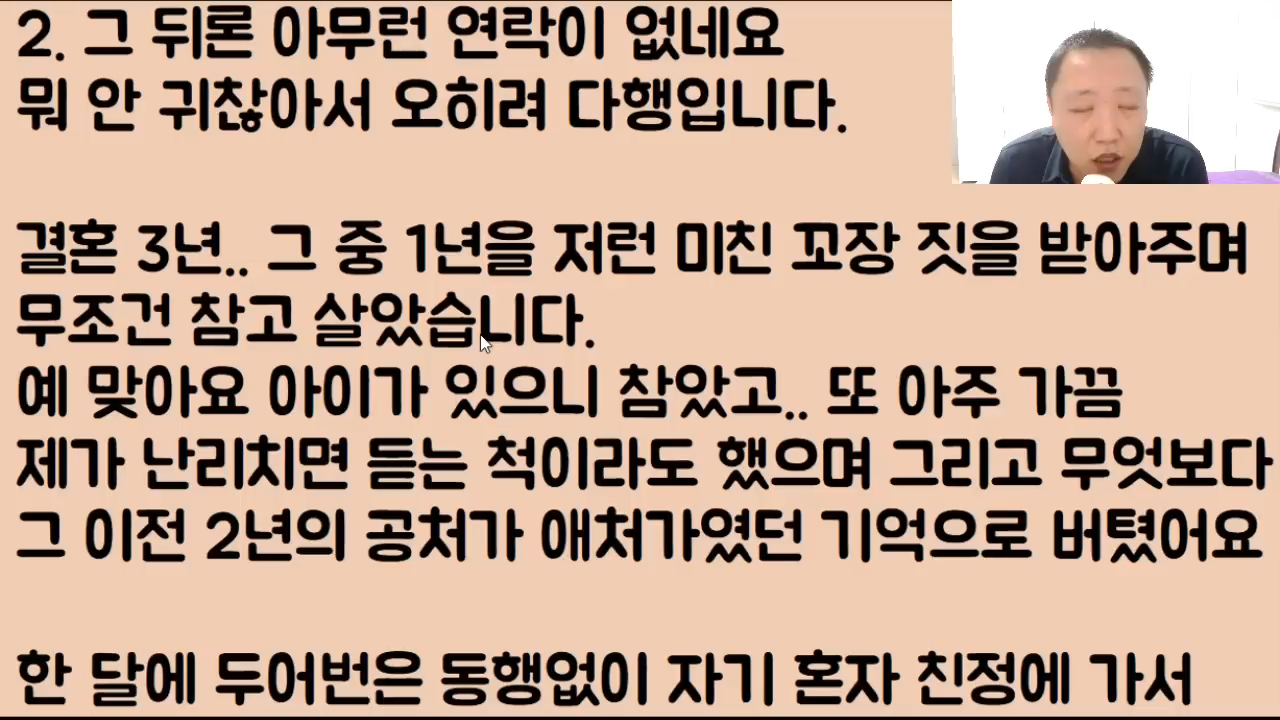 2. 그 뒤론 아무런 연락이 없네요
뭐 안 귀찮아서 오히려 다행입니다.
결혼 3년.. 그 중 1년을 저런 미친 꼬장 짓을 받아주며
무조건 참고 살았습니다.
예 맞아요 아이가 있으니 참았고.. 또 아주 가끔
제가 난리치면 듣는 척이라도 했으며 그리고 무엇보다
그 이전 2년의 공처가 애처가였던 기억으로 버텼어요
한 달에 두어번은 동행없이 자기 혼자 친정에 가서